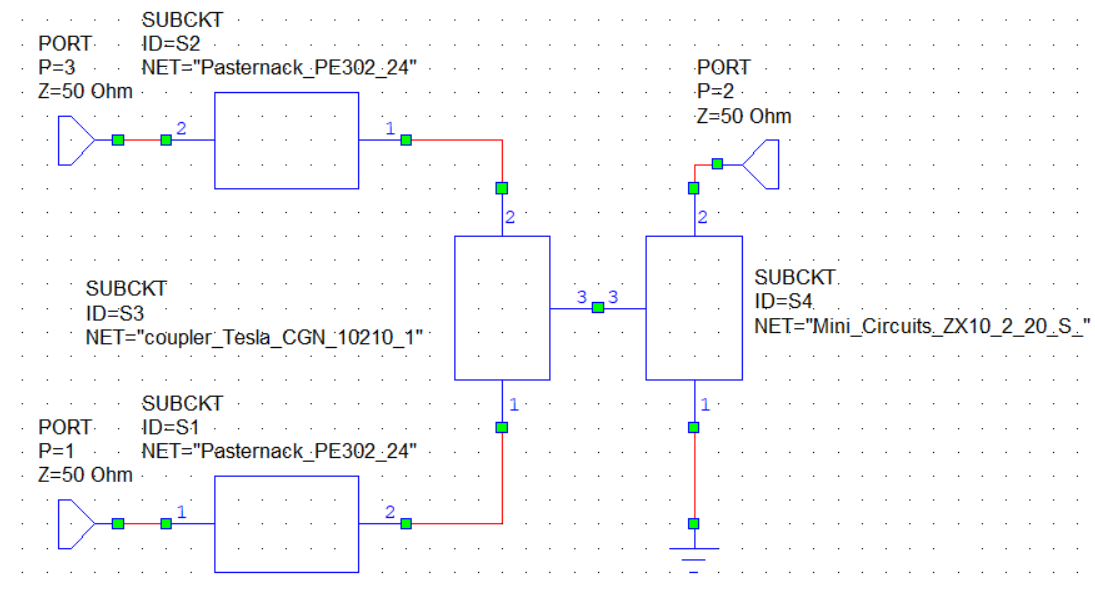 SUBCKT
ID=S2
NET="Pasternack_PE302_24"
PORT
P=3
Z=50 Ohm
2
1
PORT
P=2
Z=50 Ohm
2
2
SUBCKT
ID=S3
NET="coupler_Tesla_CGN_10210_1"
3
3
SUBCKT
ID=S4
NET="Mini_Circuits_ZX10_2_20_S_"
1
1
SUBCKT
ID=S1
NET="Pasternack_PE302_24"
PORT
P=1
Z=50 Ohm
1
2